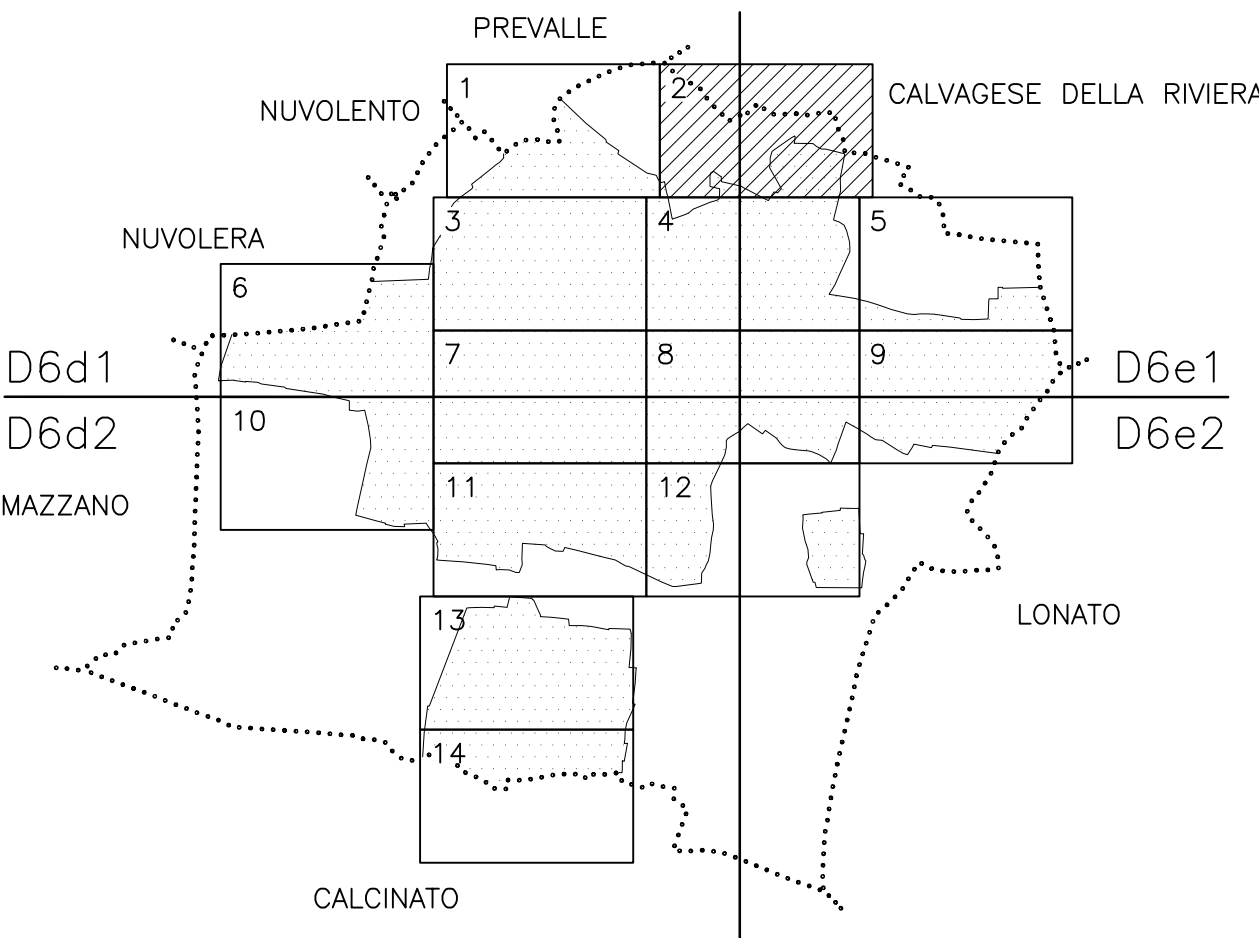 PREVALLE
1
2
CALVAGESE DELLA RIVIERA
NUVOLENTO
3
4
5
NUVOLERA
6
7
8
9
D6d1
D6e1
10
D6d2
D6e2
11
12
MAZZANO
13
LONATO
14
CALCINATO